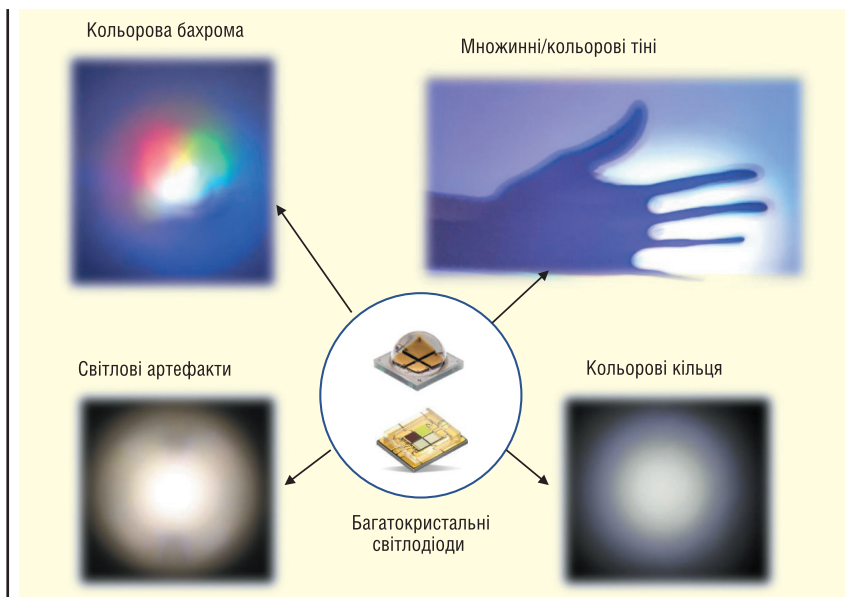 Кольорова бахрома
Множинні/кольорові тіні
Світлові артефакти
Кольорові кільця
Багатокристальні
світлодіоди